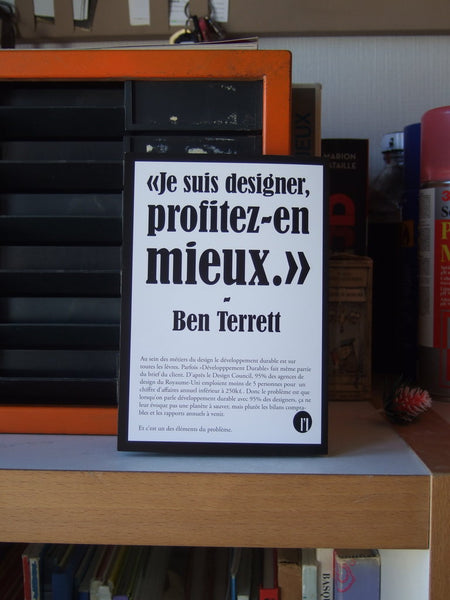 «Je suis designer,
profitez-en
mieux.»
-
Ben Terrett
Au sein des métiers du design le développement durable est sur
toutes les lèvres. Parfois «Développpement Durable» fait même partie
du brief du client. D'après le Design Council, 95% des agences de
design du Royaume-Uni emploient moins de 5 personnes pour un
chiffre d'affaires annuel inférieur à 250k£. Donc le problème est que
lorsqu'on parle développement durable avec 95% des designers, ça ne
leur évoque pas une planète à sauver, mais plutôt les bilans compta-
bles et les rapports annuels à venir.
Et c'est un des éléments du problème.
MARION
BATAILLE